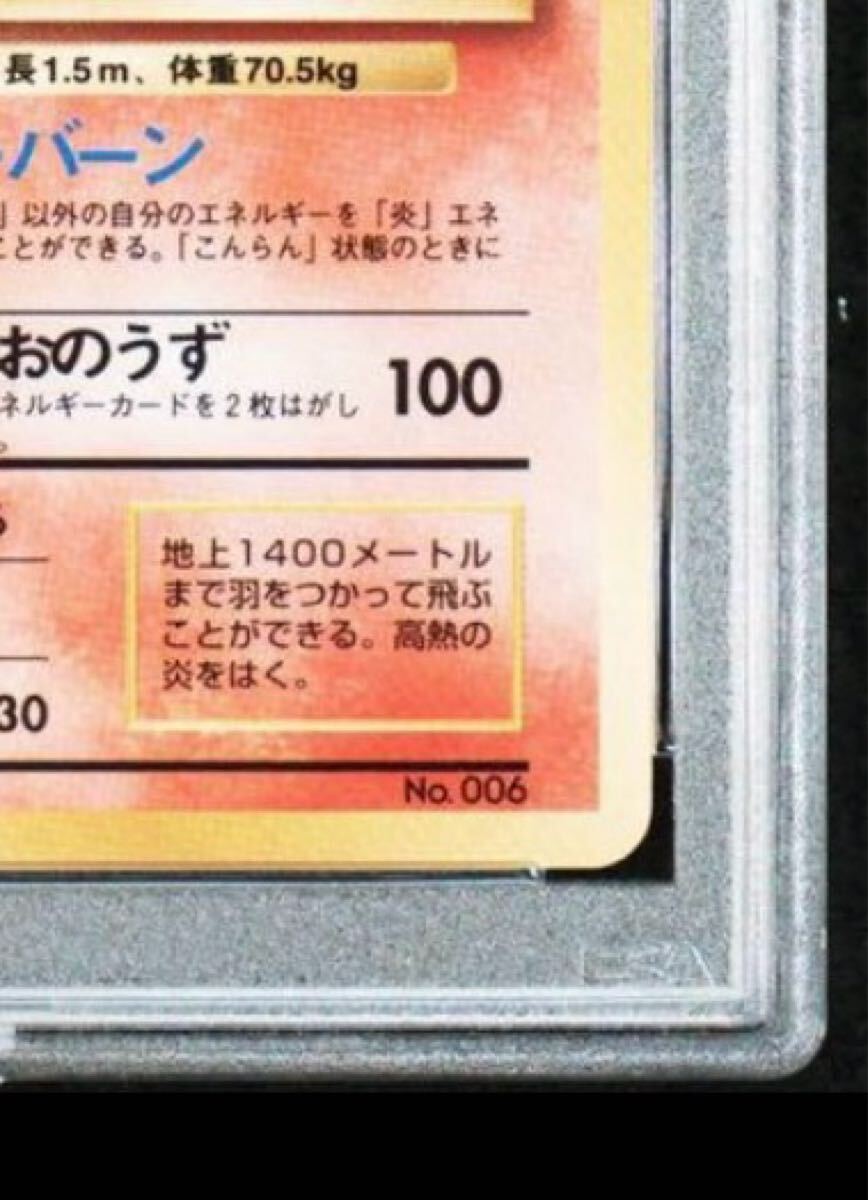 長1.5m、体重70.5kg
バーン
」以外の自分のエネルギーを「炎」エネ
ことができる。「こんらん」状態のときに
おのうず
100
ネルギーカードを2枚はがし
。
地上1400メートル
まで羽をつかって飛ぶ
ことができる。高熱の
炎をはく。
30
No.006